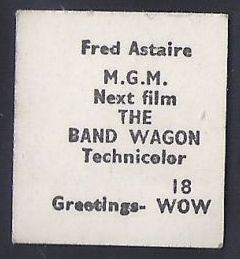 Fred Astaire
M.G.M.
Next film
THE
BAND WAGON
Technicolor
18
Greetings- WOW